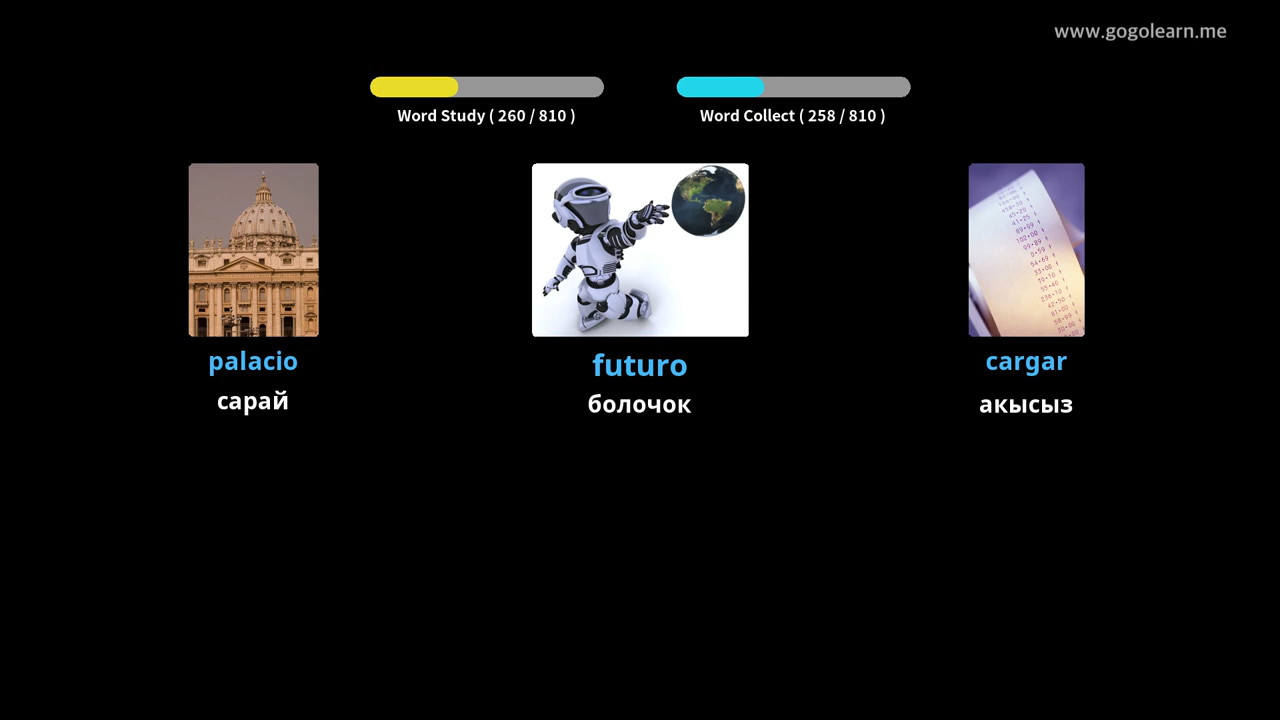 www.gogolearn.me
Word Study ( 260 / 810 )
Word Collect ( 258 / 810 )
palacio
futuro
cargar
сарай
болочок
акысыз